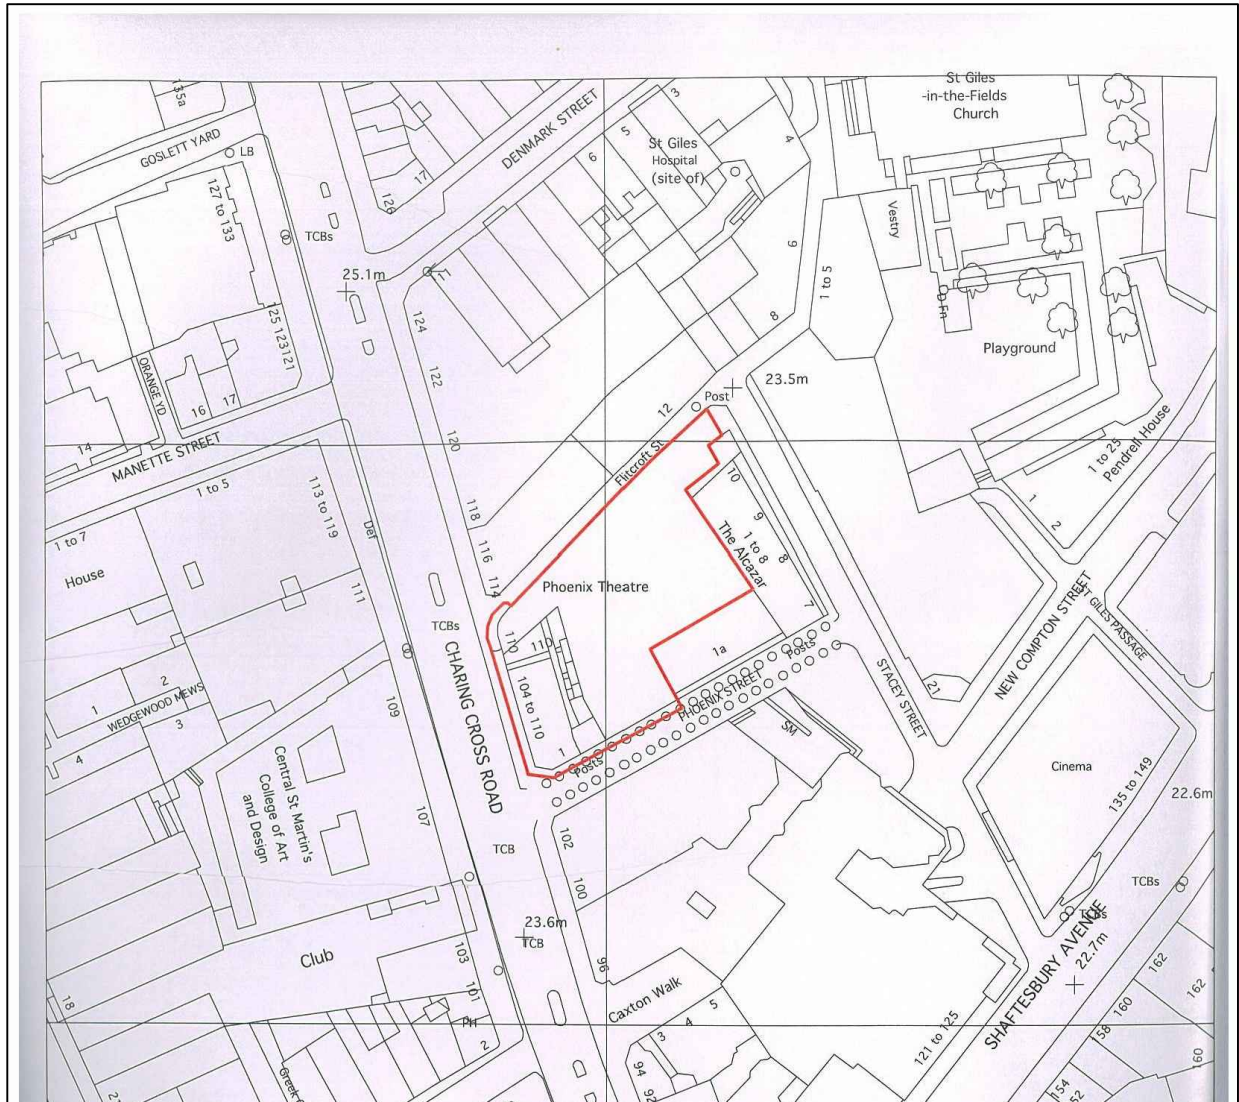 St Giles
-in-the-Fields
Church
135a
GOSLETT YARD
LB
DENMARK STREET
3
5
6
4
St Giles
Hospital
(site of)
17
126
127 to 133
TCBs
25.1m
Vestry
6
1 to 5
8
D Fn
Playground
124
122
125
123
121
ORANGE YD
16
17
14
MANETTE STREET
1 to 5
113 to 119
Def
120
12
Post
23.5m
Flitcroft St
10
9
8
7
1 to 8
The Alcazar
1 to 25
Pendrell House
1
2
118
116
114
Phoenix Theatre
1 to 7
House
111
TCBs
110
110
104 to 110
1
1a
Posts
Posts
PHOENIX STREET
CHARING CROSS ROAD
STACEY STREET
21
NEW COMPTON STREET
ST GILES PASSAGE
1
2
WEDGEWOOD MEWS
3
4
109
Central St Martin's
College of Art
and Design
107
SM
Cinema
135 to 149
22.6m
102
TCB
100
TCBs
TCBs
23.6m
TCB
Club
103
101
96
PH
2
Caxton Walk
5
4
3
94
92
121 to 125
SHAFTESBURY AVENUE
22.7m
162
162
160
158
160
154
18